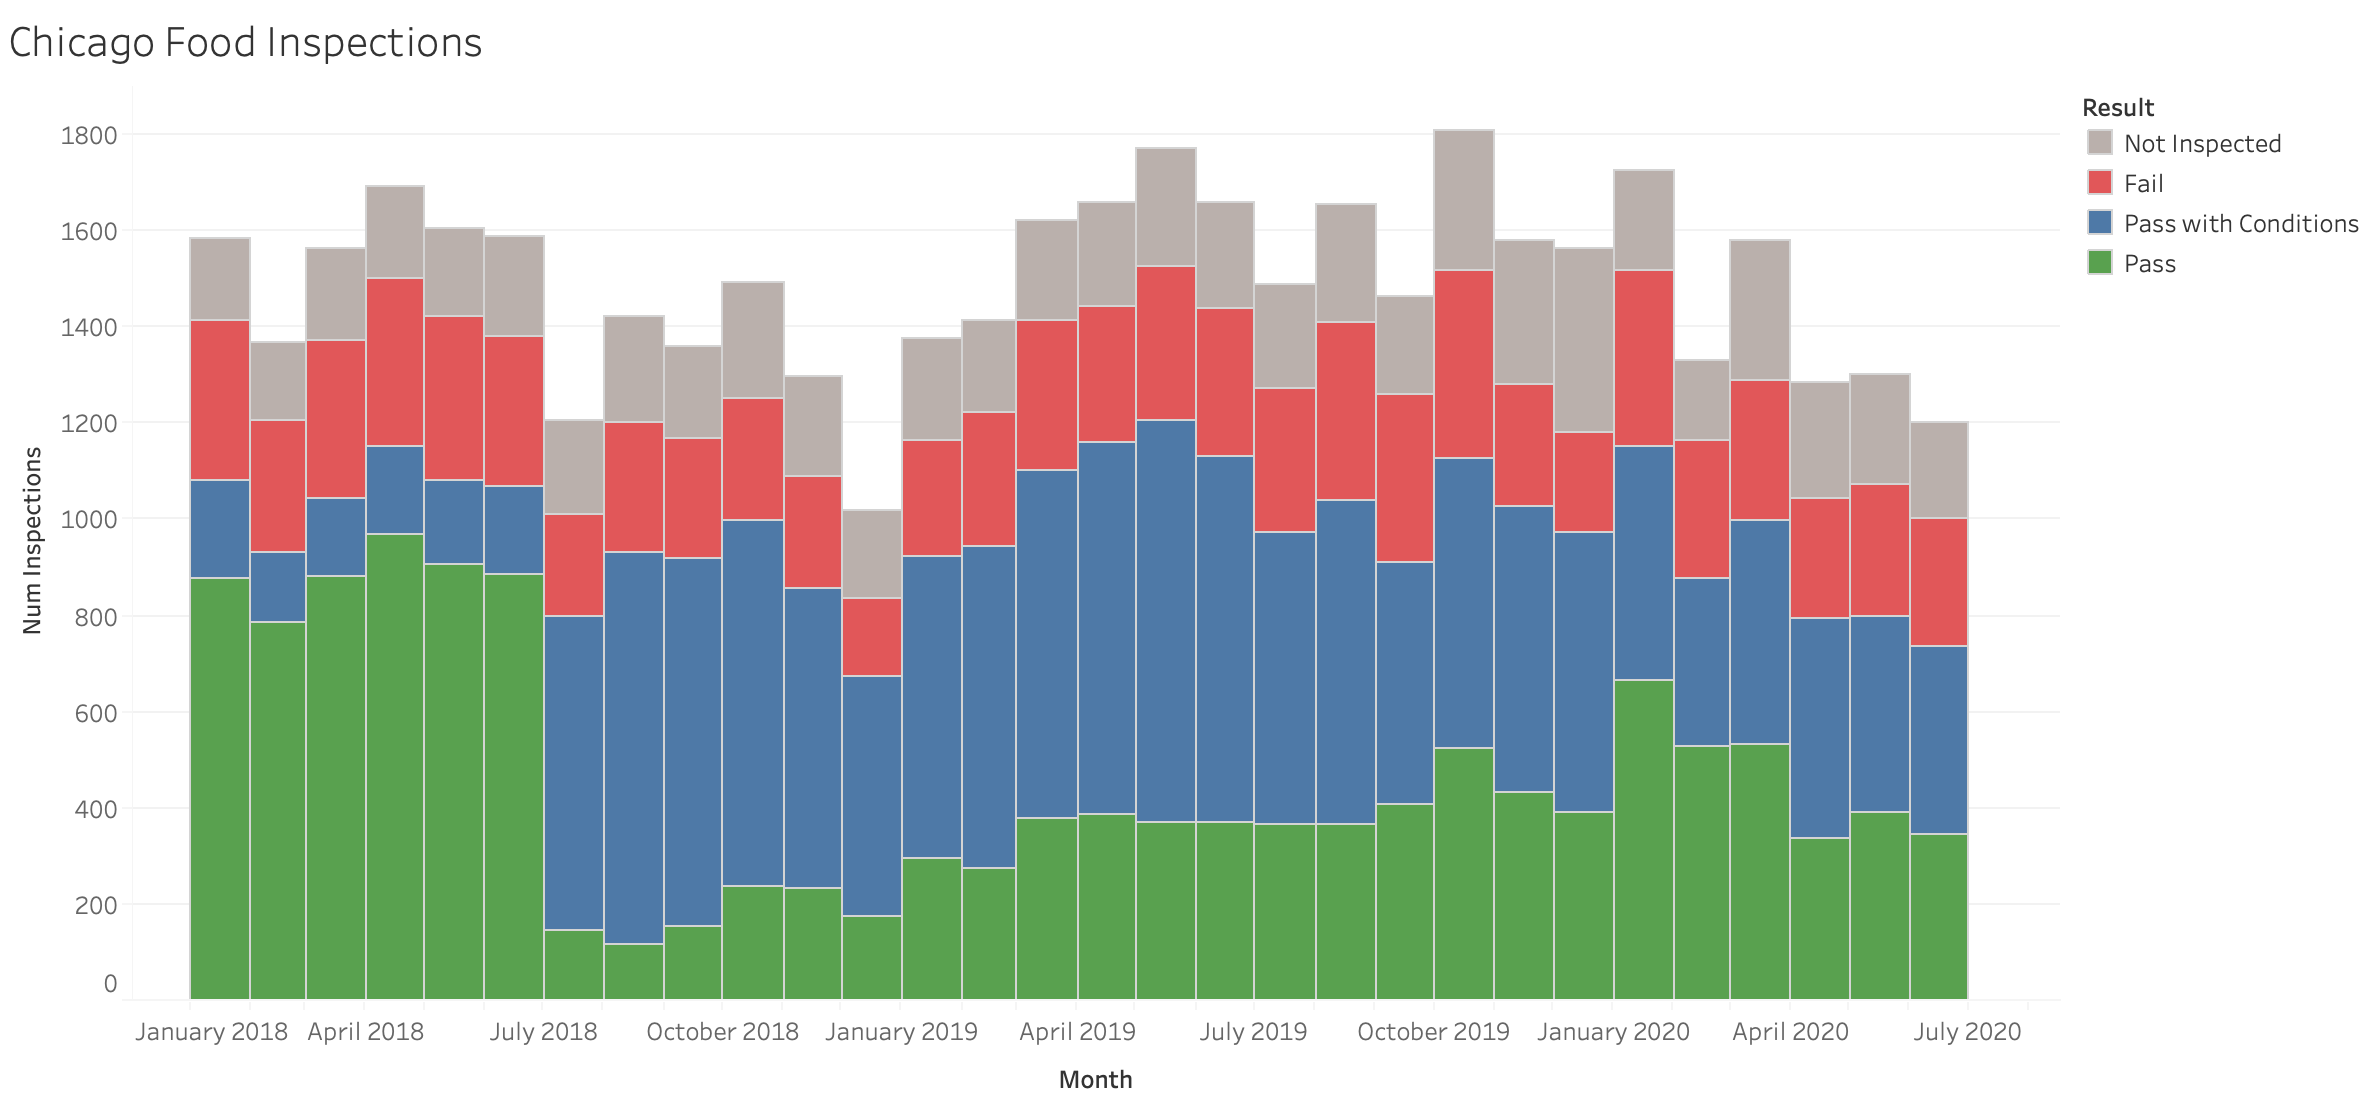 Chicago Food Inspections
Result
Not Inspected
Fail
Pass with Conditions
Pass
1800
1600
1400
1200
1000
800
600
400
200
0
Num Inspections
January 2018 April 2018 July 2018 October 2018 January 2019 April 2019 July 2019 October 2019 January 2020 April 2020 July 2020
Month